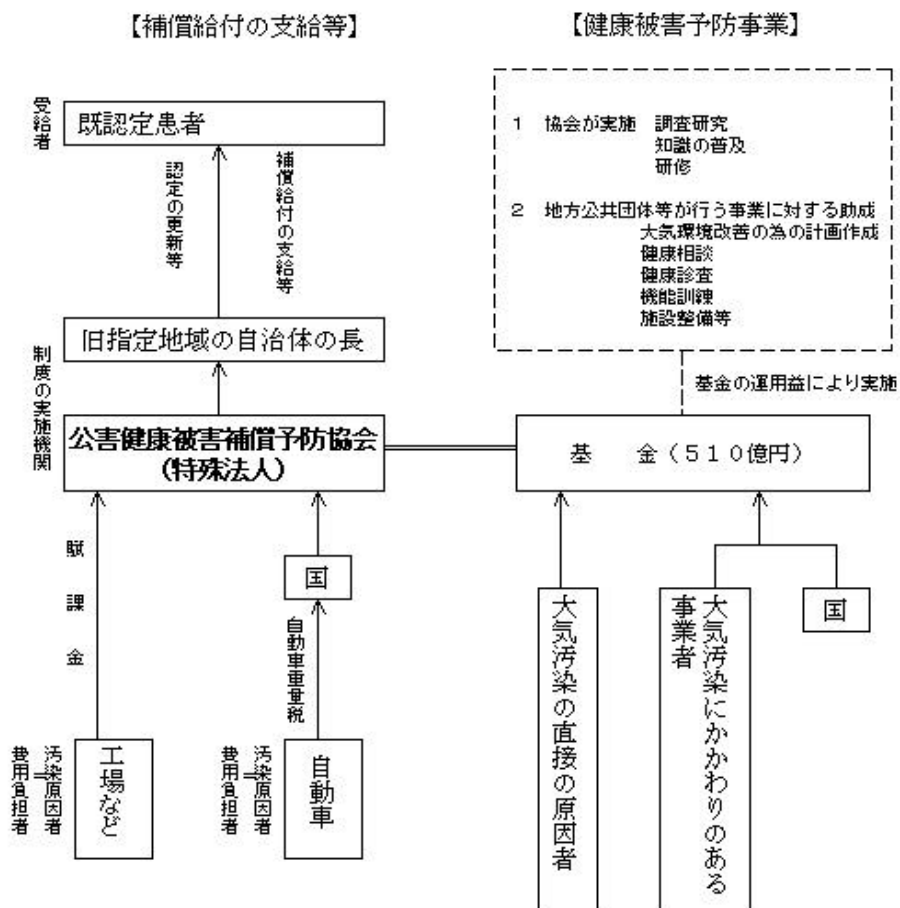 【補償給付の支給等】
受給者
既認定患者
認定の更新等
補償給付の支給等
旧指定地域の自治体の長
制度の実施機関
公害健康被害補償予防協会
(特殊法人)
賦課金
国
自動車重量税
費用負担者
汚染原因者
工場など
費用負担者
汚染原因者
自動車
【健康被害予防事業】
1 協会が実施 調査研究
知識の普及
研修
2 地方公共団体等が行う事業に対する助成
大気環境改善の為の計画作成
健康相談
健康診査
機能訓練
施設整備等
基金の運用益により実施
基 金(510億円)
大気汚染の直接の原因者
大気汚染にかかわりのある
事業者
国